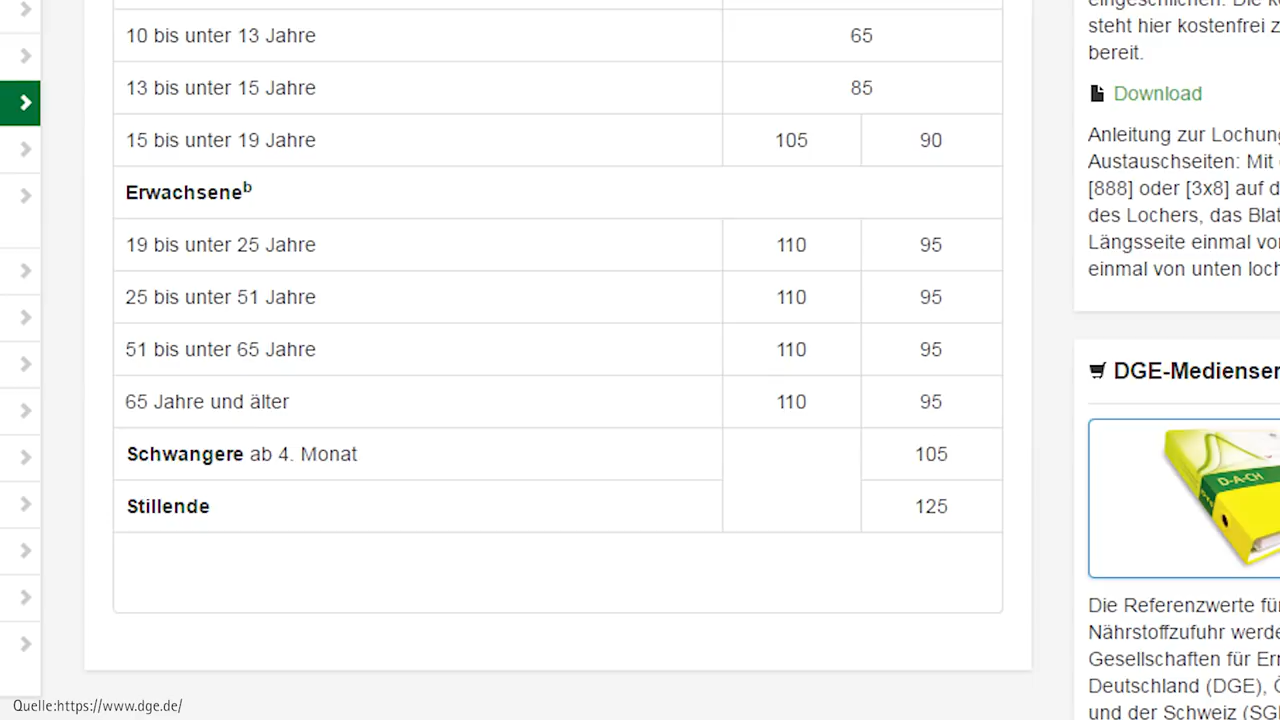 10 bis unter 13 Jahre 65
13 bis unter 15 Jahre 85
15 bis unter 19 Jahre 105 90
Erwachseneᵇ
19 bis unter 25 Jahre 110 95
25 bis unter 51 Jahre 110 95
51 bis unter 65 Jahre 110 95
65 Jahre und älter 110 95
Schwangere ab 4. Monat 105
Stillende 125
steht hier kostenfrei z
bereit.
Download
Anleitung zur Lochung
Austauschseiten: Mit
[888] oder [3x8] auf d
des Lochers, das Blat
Längsseite einmal vo
einmal von unten loch
DGE-Medienser
D-A-CH
Die Referenzwerte fü
Nährstoffzufuhr werde
Gesellschaften für Ern
Deutschland (DGE), Ö
und der Schweiz (SG
Quelle:https://www.dge.de/